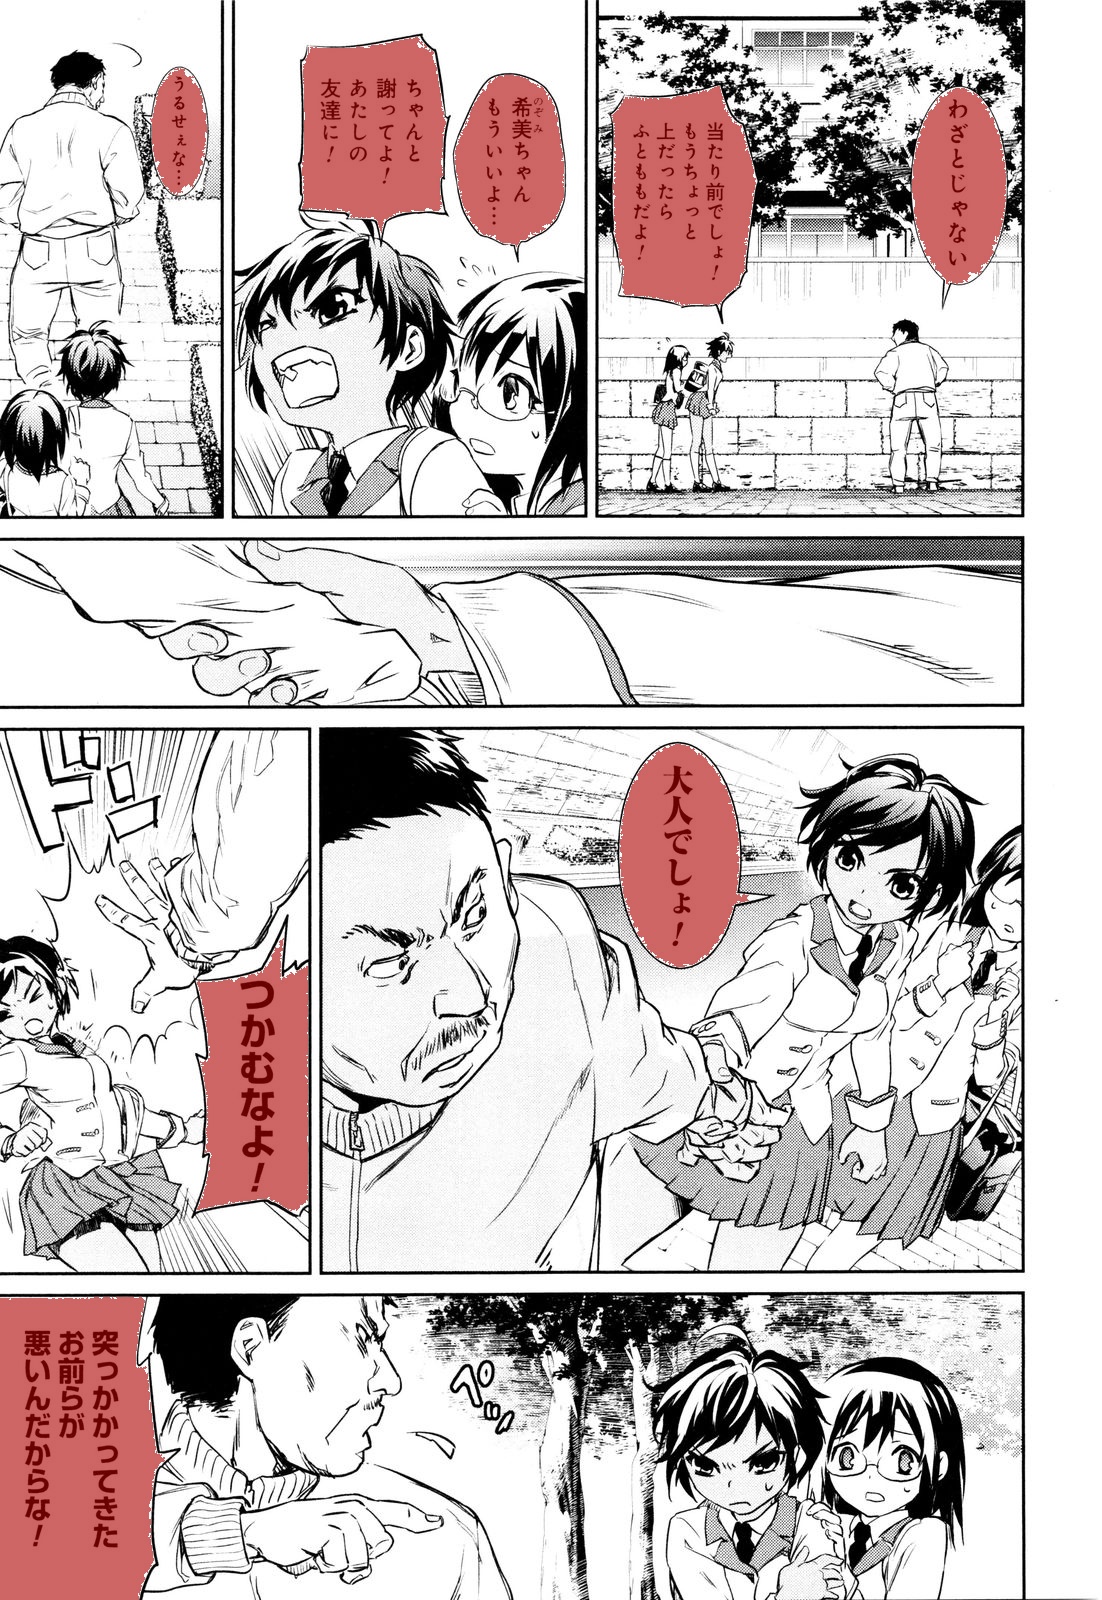 わざとじゃない
当たり前でしょ！
もうちょっと
上だったら
ふとももだよ！
希美ちゃん
のぞみ
もういいよ…
ちゃんと
謝ってよ！
あたしの
友達に！
うるせぇな…
大人でしょ！
ドン
つかむなよ！
プッ
突っかかってきた
お前らが
悪いんだからな！